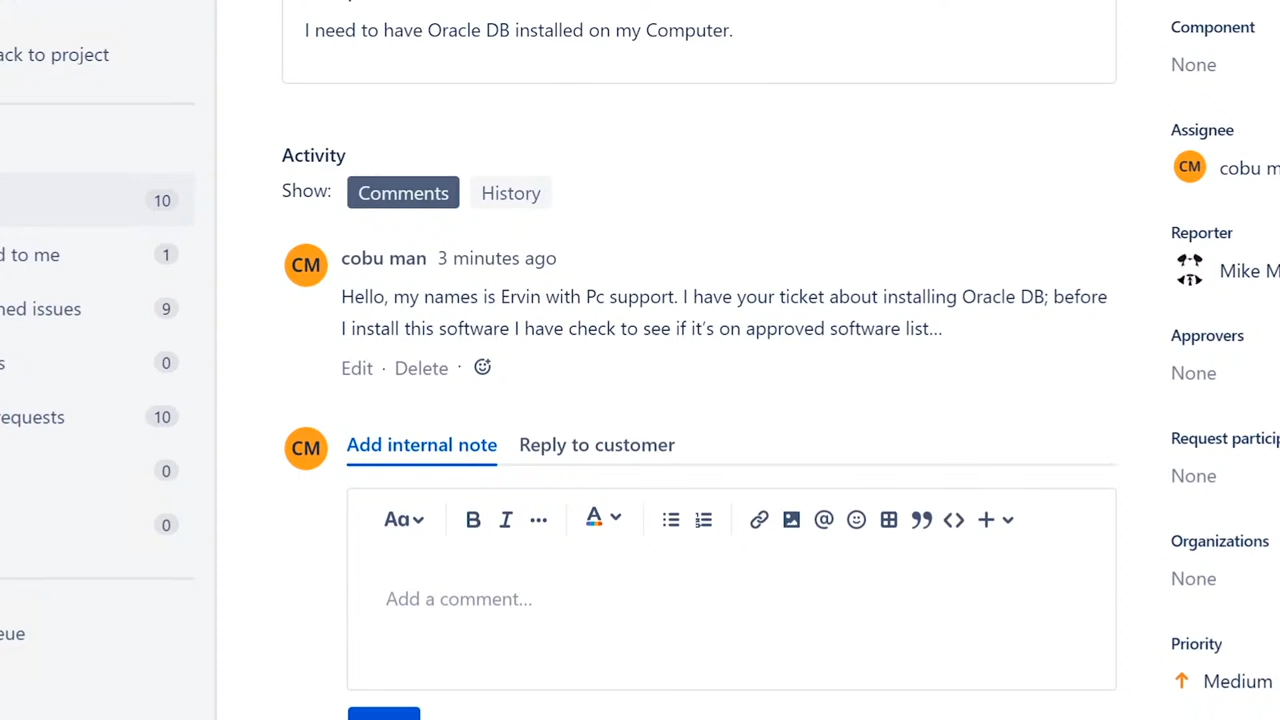 I need to have Oracle DB installed on my Computer.
ack to project
10
d to me 1
ned issues 9
s 0
equests 10
0
0
eue
Activity
Show: Comments History
CM cobu man 3 minutes ago
Hello, my names is Ervin with Pc support. I have your ticket about installing Oracle DB; before
I install this software I have check to see if it's on approved software list...
Edit · Delete ·
CM Add internal note Reply to customer
Aa B I ... A @ + 
Add a comment...
Component
None
Assignee
CM cobu m
Reporter
Mike M
Approvers
None
Request particip
None
Organizations
None
Priority
Medium